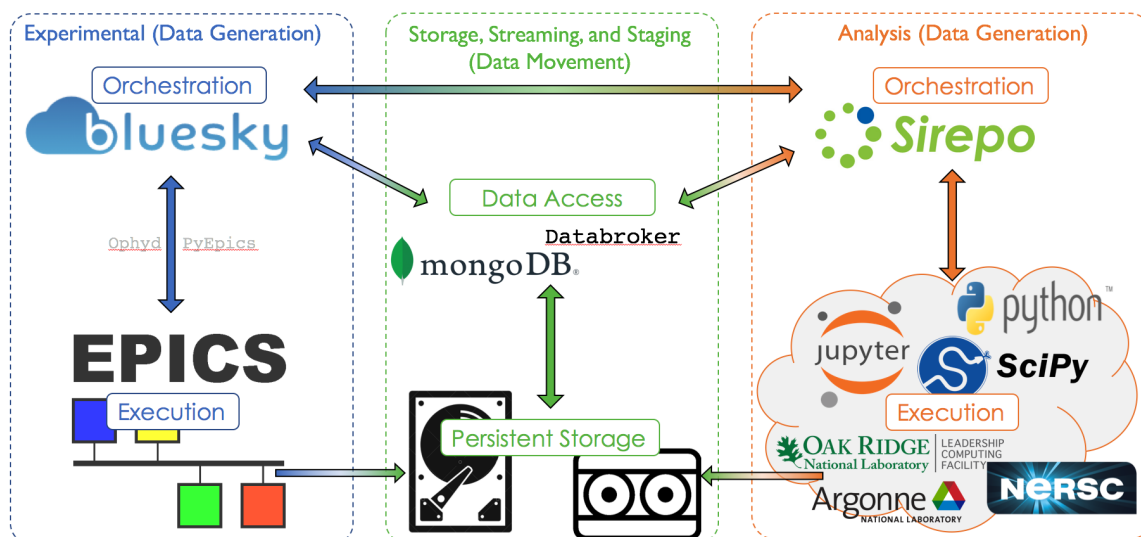 Experimental (Data Generation)
Orchestration
bluesky
Ophyd PyEpics
EPICS
Execution
Storage, Streaming, and Staging
(Data Movement)
Data Access
Databroker
mongoDB®
Persistent Storage
Analysis (Data Generation)
Orchestration
Sirepo
python™
jupyter
SciPy
Execution
OAK RIDGE
National Laboratory
LEADERSHIP
COMPUTING
FACILITY
Argonne
NATIONAL LABORATORY
NERSC